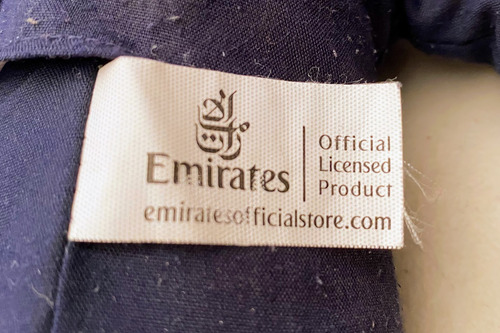 الإمارات
Emirates
Official
Licensed
Product
emiratesofficialstore.com